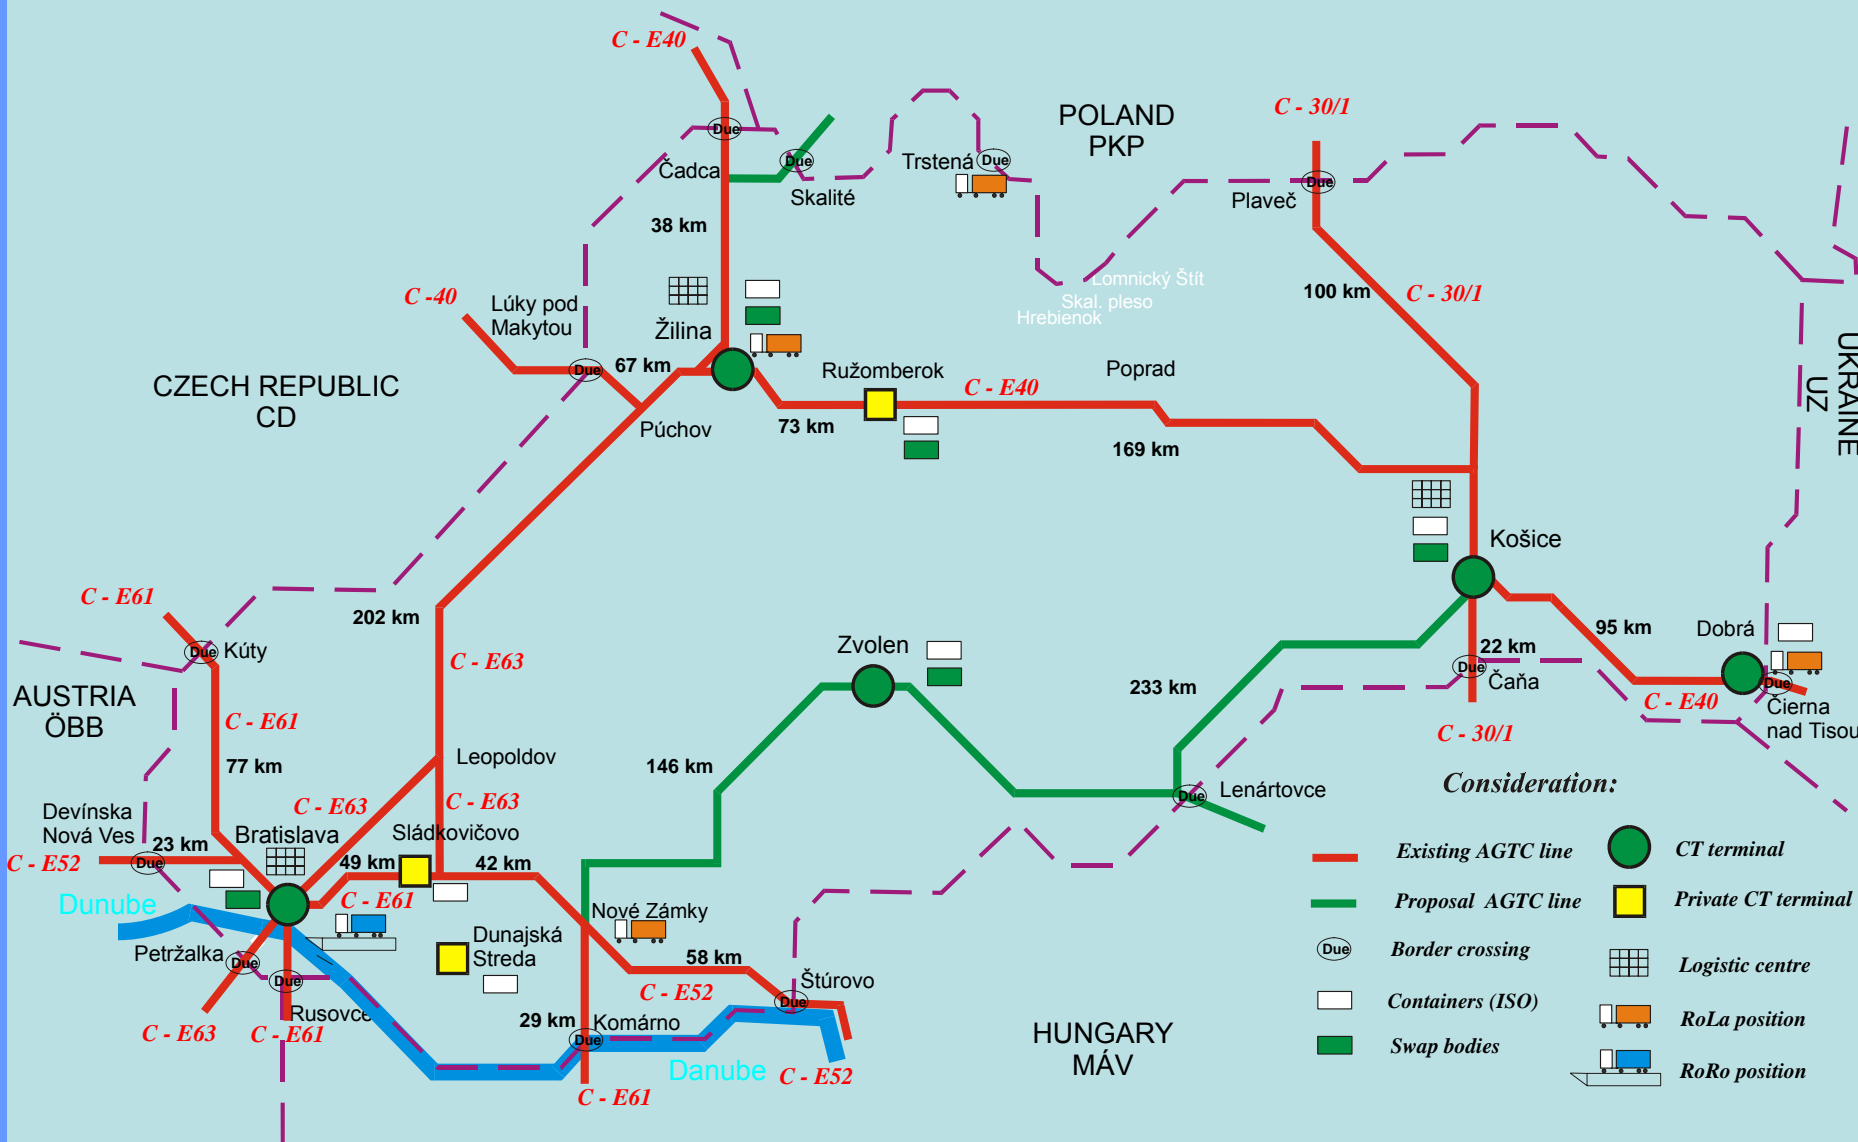 C - E40
POLAND
PKP
C - 30/1
Due
Due
Čadca
Skalité
Trstená
Due
Due
Plaveč
38 km
Lomnický Štít
Skal. pleso
Hrebienok
100 km
C - 30/1
C -40
Lúky pod
Makytou
Žilina
UKRAINE
UZ
Due
67 km
CZECH REPUBLIC
CD
Ružomberok
C - E40
Poprad
Púchov
73 km
169 km
Košice
C - E61
202 km
Due
Kúty
C - E63
Zvolen
22 km
95 km
Dobrá
Due
Čaňa
233 km
C - E40
Due
Čierna
nad Tisou
AUSTRIA
ÖBB
C - E61
C - 30/1
77 km
Leopoldov
146 km
Due
Lenártovce
Consideration:
Devínska
Nová Ves
C - E63
C - E63
23 km
Bratislava
Sládkovičovo
C - E52
Due
49 km
42 km
C - E61
Existing AGTC line
CT terminal
Dunube
Nové Zámky
Proposal AGTC line
Private CT terminal
Petržalka
Due
Dunajská
Streda
58 km
Due
Border crossing
Logistic centre
Due
Rusovce
C - E52
Štúrovo
Due
Containers (ISO)
RoLa position
C - E63
C - E61
29 km
Komárno
Due
HUNGARY
MÁV
Swap bodies
RoRo position
Danube
C - E52
C - E61